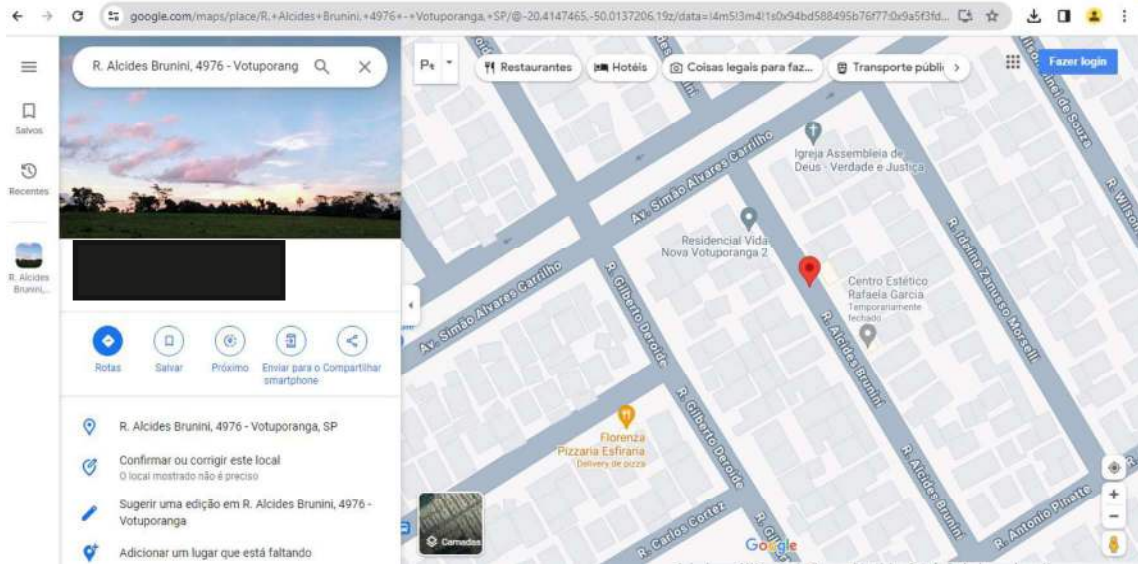 google.com/maps/place/R.+Alcides+Brunini,+4976+-+Votuporanga,+SP/@-20.4147465,-50.0137206,19z/data=!4m5!3m4!1s0x94bd588495b76f77:0x9a5f3fd...
R. Alcides Brunini, 4976 - Votuporang
Salvos
Recentes
R. Alcides
Brunini,...
Rotas
Salvar
Próximo
Enviar para o
smartphone
Compartilhar
R. Alcides Brunini, 4976 - Votuporanga, SP
Confirmar ou corrigir este local
O local mostrado não é preciso
Sugerir uma edição em R. Alcides Brunini, 4976 -
Votuporanga
Adicionar um lugar que está faltando
Restaurantes
Hotéis
Coisas legais para faz...
Transporte públi
Fazer login
Igreja Assembleia de
Deus - Verdade e Justiça
Av. Simão Alvares Carrilho
Residencial Vida
Nova Votuporanga 2
Centro Estético
Rafaela Garcia
Temporariamente
fechado
Av. Simão Alvares Carrilho
R. Gilberto Deroide
R. Alcides Brunini
R. Idelina Zanusso Morselli
R. Wilson
nei de Souza
Florenza
Pizzaria Esfiraria
Delivery de pizza
R. Gilberto Deroide
R. Alcides Brunini
R. Carlos Cortez
R. Antonio Pinatte
R. Gi
Camadas
Google